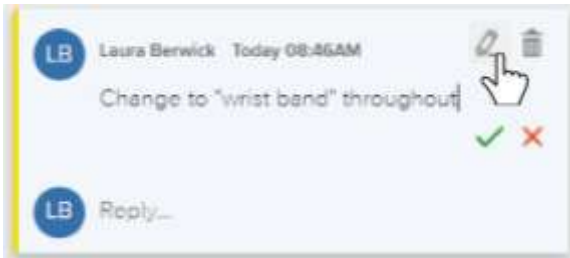 LB Laura Berwick Today 08:46AM
Change to "wrist band" throughout
LB Reply...